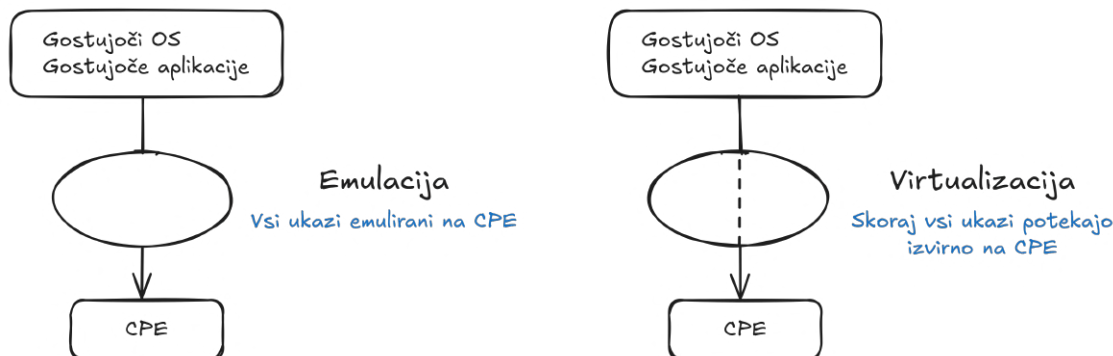 Gostujoči OS
Gostujoče aplikacije
Emulacija
Vsi ukazi emulirani na CPE
CPE
Gostujoči OS
Gostujoče aplikacije
Virtualizacija
Skoraj vsi ukazi potekajo
izvirno na CPE
CPE